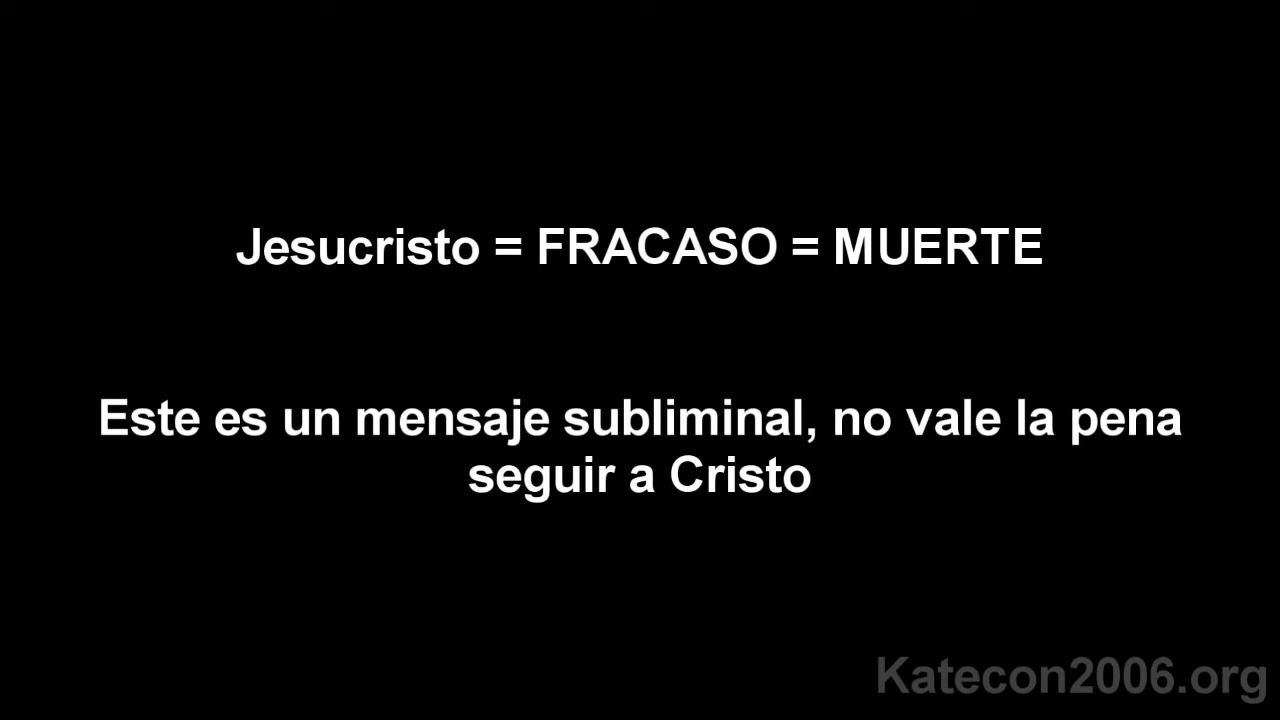 Jesucristo = FRACASO = MUERTE
Este es un mensaje subliminal, no vale la pena
seguir a Cristo
Katecon2006.org